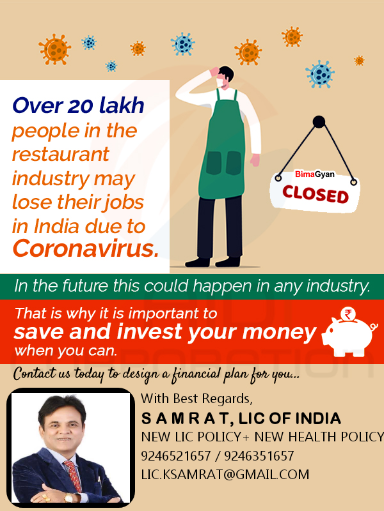 Over 20 lakh
people in the
restaurant
industry may
lose their jobs
in India due to
Coronavirus.
BimaGyan
CLOSED
In the future this could happen in any industry.
That is why it is important to
save and invest your money
when you can.
₹
Contact us today to design a financial plan for you...
With Best Regards,
S A M R A T, LIC OF INDIA
NEW LIC POLICY+ NEW HEALTH POLICY
9246521657 / 9246351657
LIC.KSAMRAT@GMAIL.COM